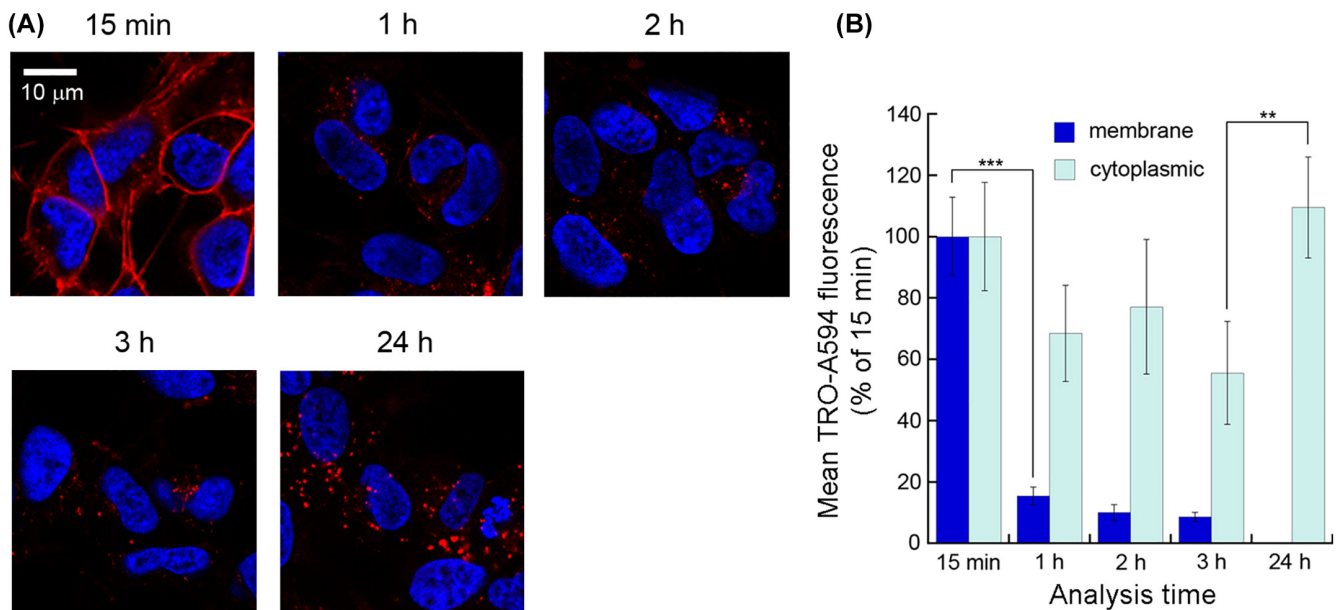 (A)
15 min
1 h
2 h
10 μm
3 h
24 h
(B)
Mean TRO-A594 fluorescence
(% of 15 min)
140
120
100
80
60
40
20
0
membrane
cytoplasmic
***
**
15 min
1 h
2 h
3 h
24 h
Analysis time